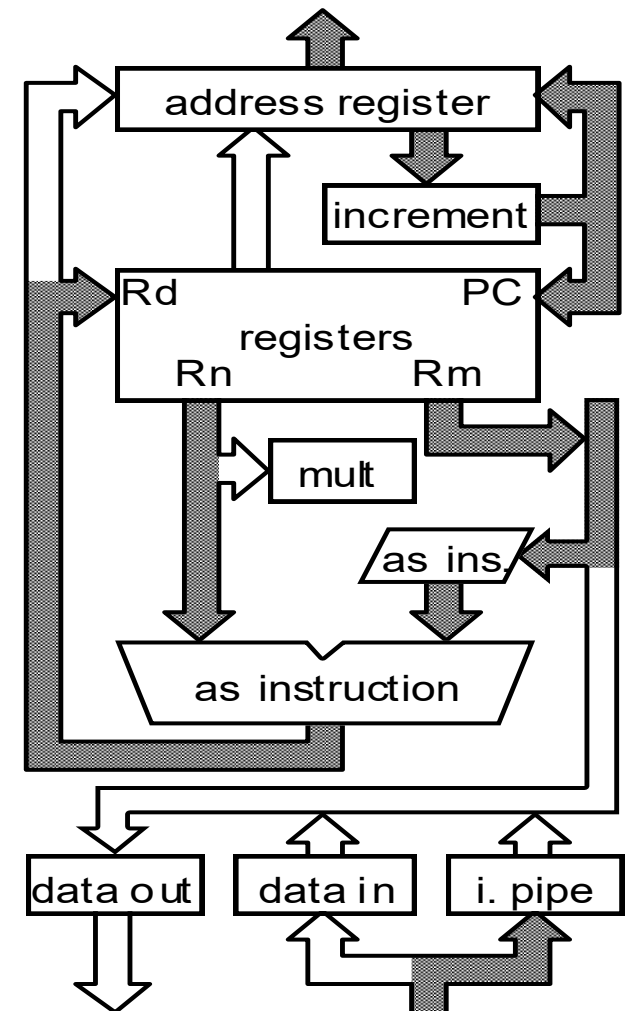 address register
increment
Rd
PC
registers
Rn
Rm
mult
as ins.
as instruction
data out
data in
i. pipe